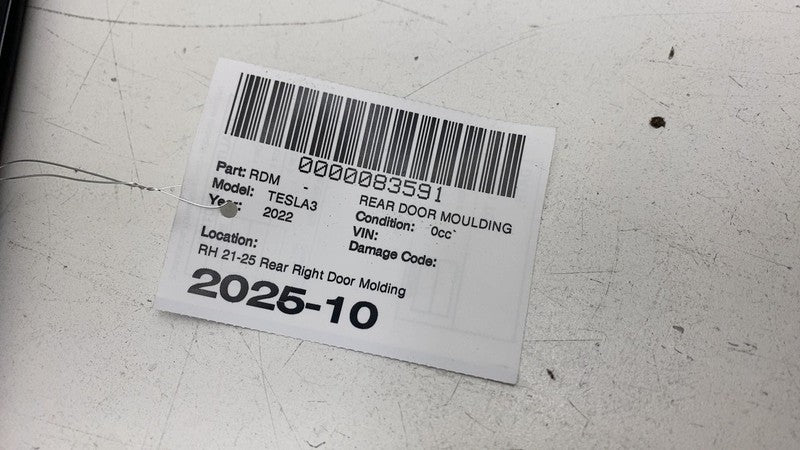 0000083591
Part: RDM - REAR DOOR MOULDING
Model: TESLA3 Condition: 0cc
Year: 2022 VIN:
Damage Code:
Location:
RH 21-25 Rear Right Door Molding
2025-10